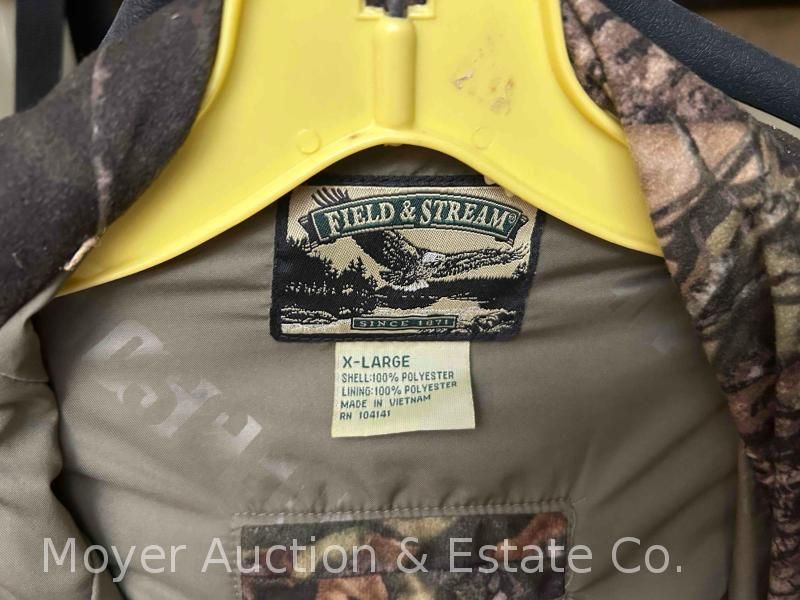 FIELD & STREAM®
SINCE 1871
X-LARGE
SHELL:100% POLYESTER
LINING:100% POLYESTER
MADE IN VIETNAM
RN 104141
Moyer Auction & Estate Co.